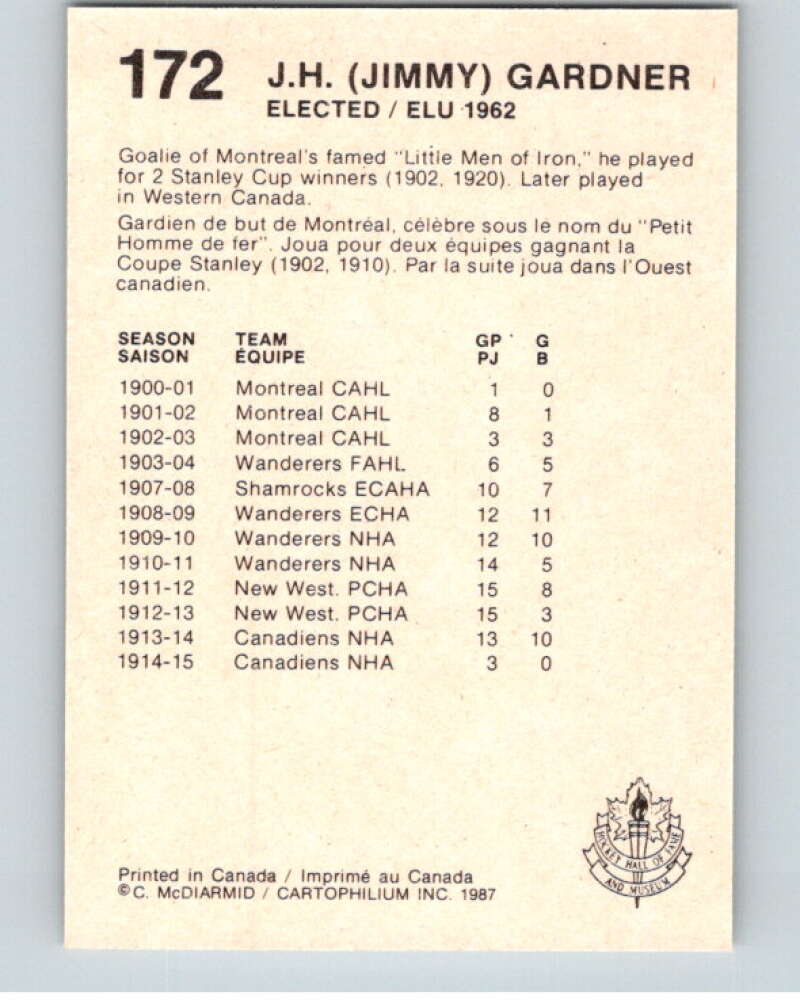 172 J.H. (JIMMY) GARDNER
ELECTED / ELU 1962
Goalie of Montreal's famed "Little Men of Iron," he played
for 2 Stanley Cup winners (1902, 1920). Later played
in Western Canada.
Gardien de but de Montréal, célèbre sous le nom du "Petit
Homme de fer". Joua pour deux équipes gagnant la
Coupe Stanley (1902, 1910). Par la suite joua dans l'Ouest
canadien.
SEASON TEAM GP G
SAISON ÉQUIPE PJ B
1900-01 Montreal CAHL 1 0
1901-02 Montreal CAHL 8 1
1902-03 Montreal CAHL 3 3
1903-04 Wanderers FAHL 6 5
1907-08 Shamrocks ECAHA 10 7
1908-09 Wanderers ECHA 12 11
1909-10 Wanderers NHA 12 10
1910-11 Wanderers NHA 14 5
1911-12 New West. PCHA 15 8
1912-13 New West. PCHA 15 3
1913-14 Canadiens NHA 13 10
1914-15 Canadiens NHA 3 0
HOCKEY HALL OF FAME
AND MUSEUM
Printed in Canada / Imprimé au Canada
©C. McDIARMID / CARTOPHILIUM INC. 1987